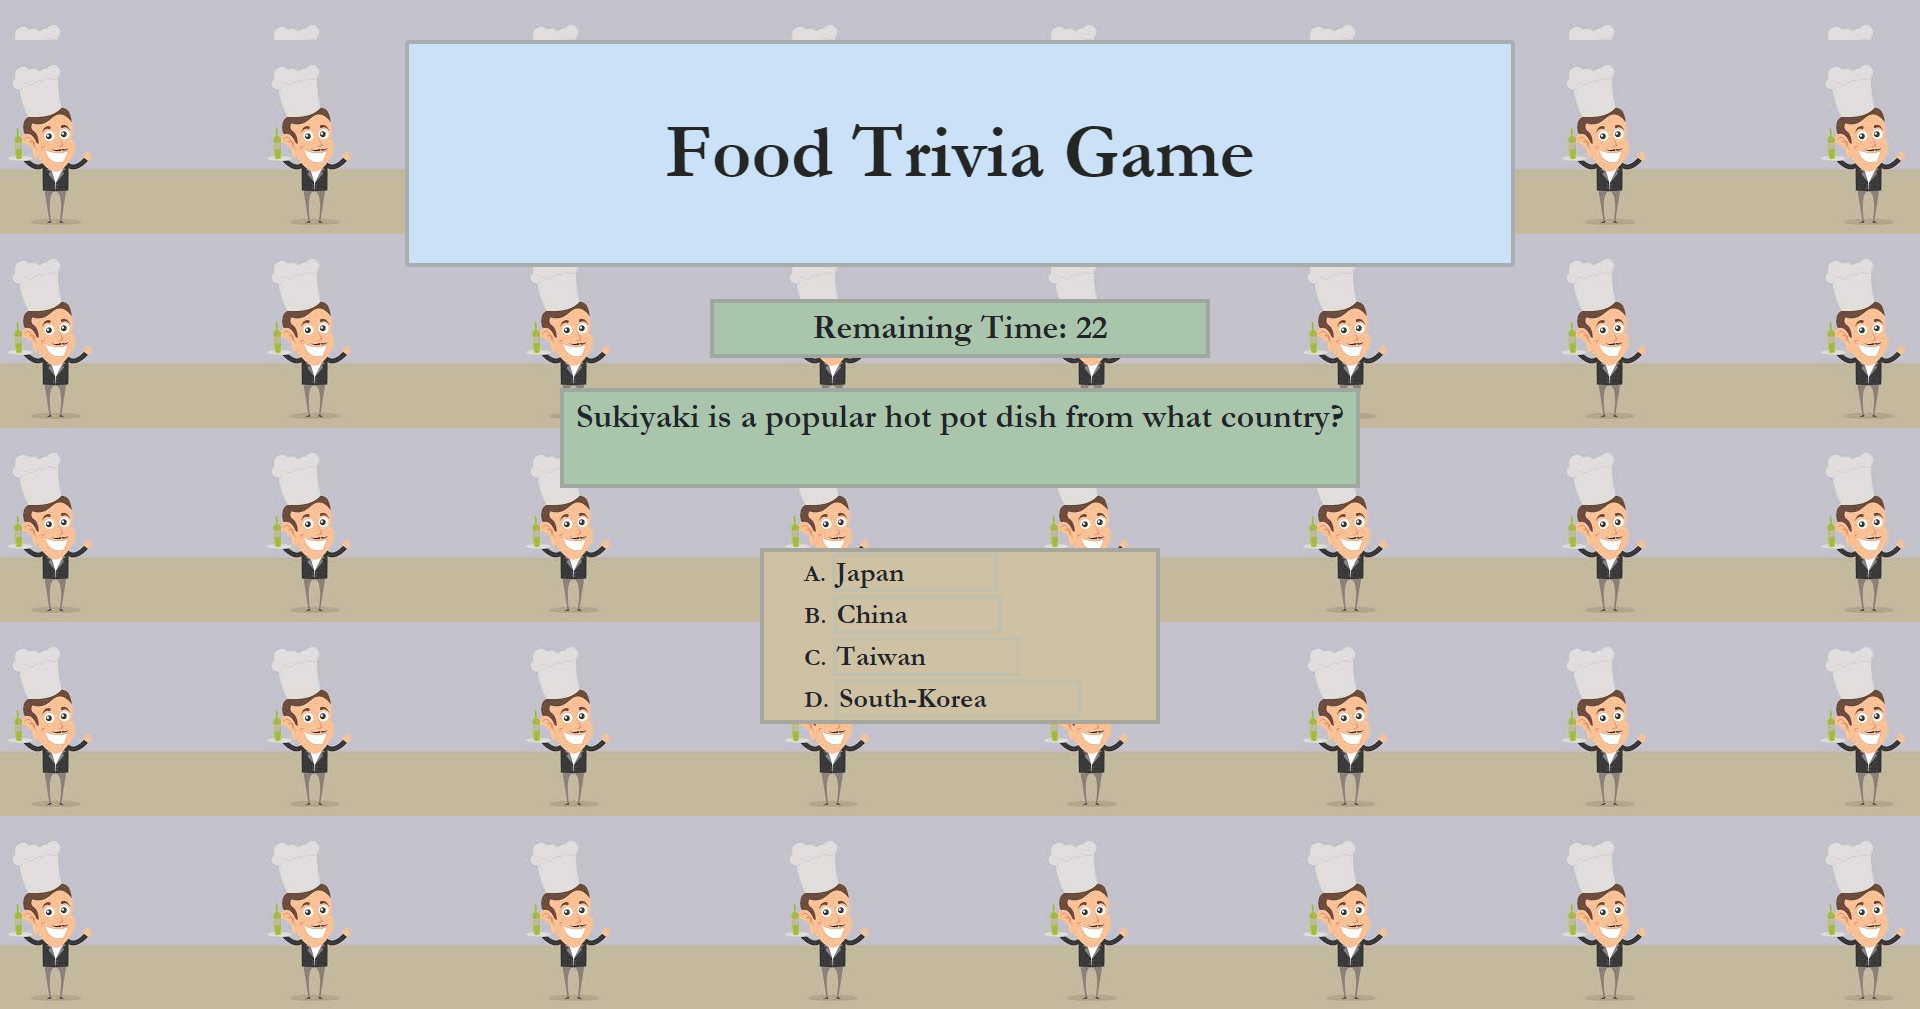 Food Trivia Game
Remaining Time: 22
Sukiyaki is a popular hot pot dish from what country?
A. Japan
B. China
C. Taiwan
D. South-Korea